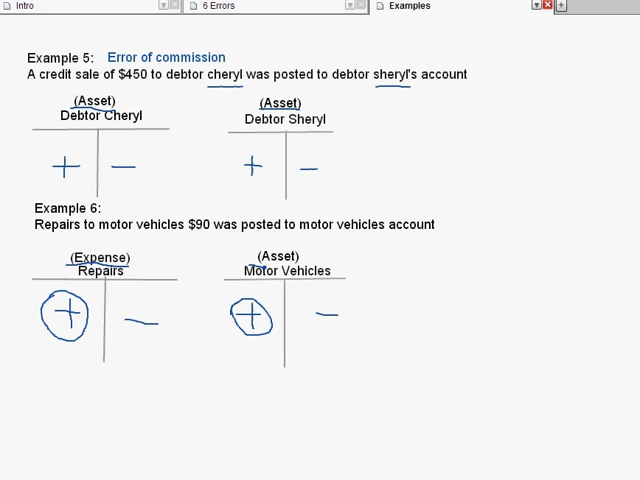 Intro
6 Errors
Examples
Example 5: Error of commission
A credit sale of $450 to debtor cheryl was posted to debtor sheryl's account
(Asset) (Asset)
Debtor Cheryl Debtor Sheryl
+ − + −
Example 6:
Repairs to motor vehicles $90 was posted to motor vehicles account
(Expense) (Asset)
Repairs Motor Vehicles
+ − + −